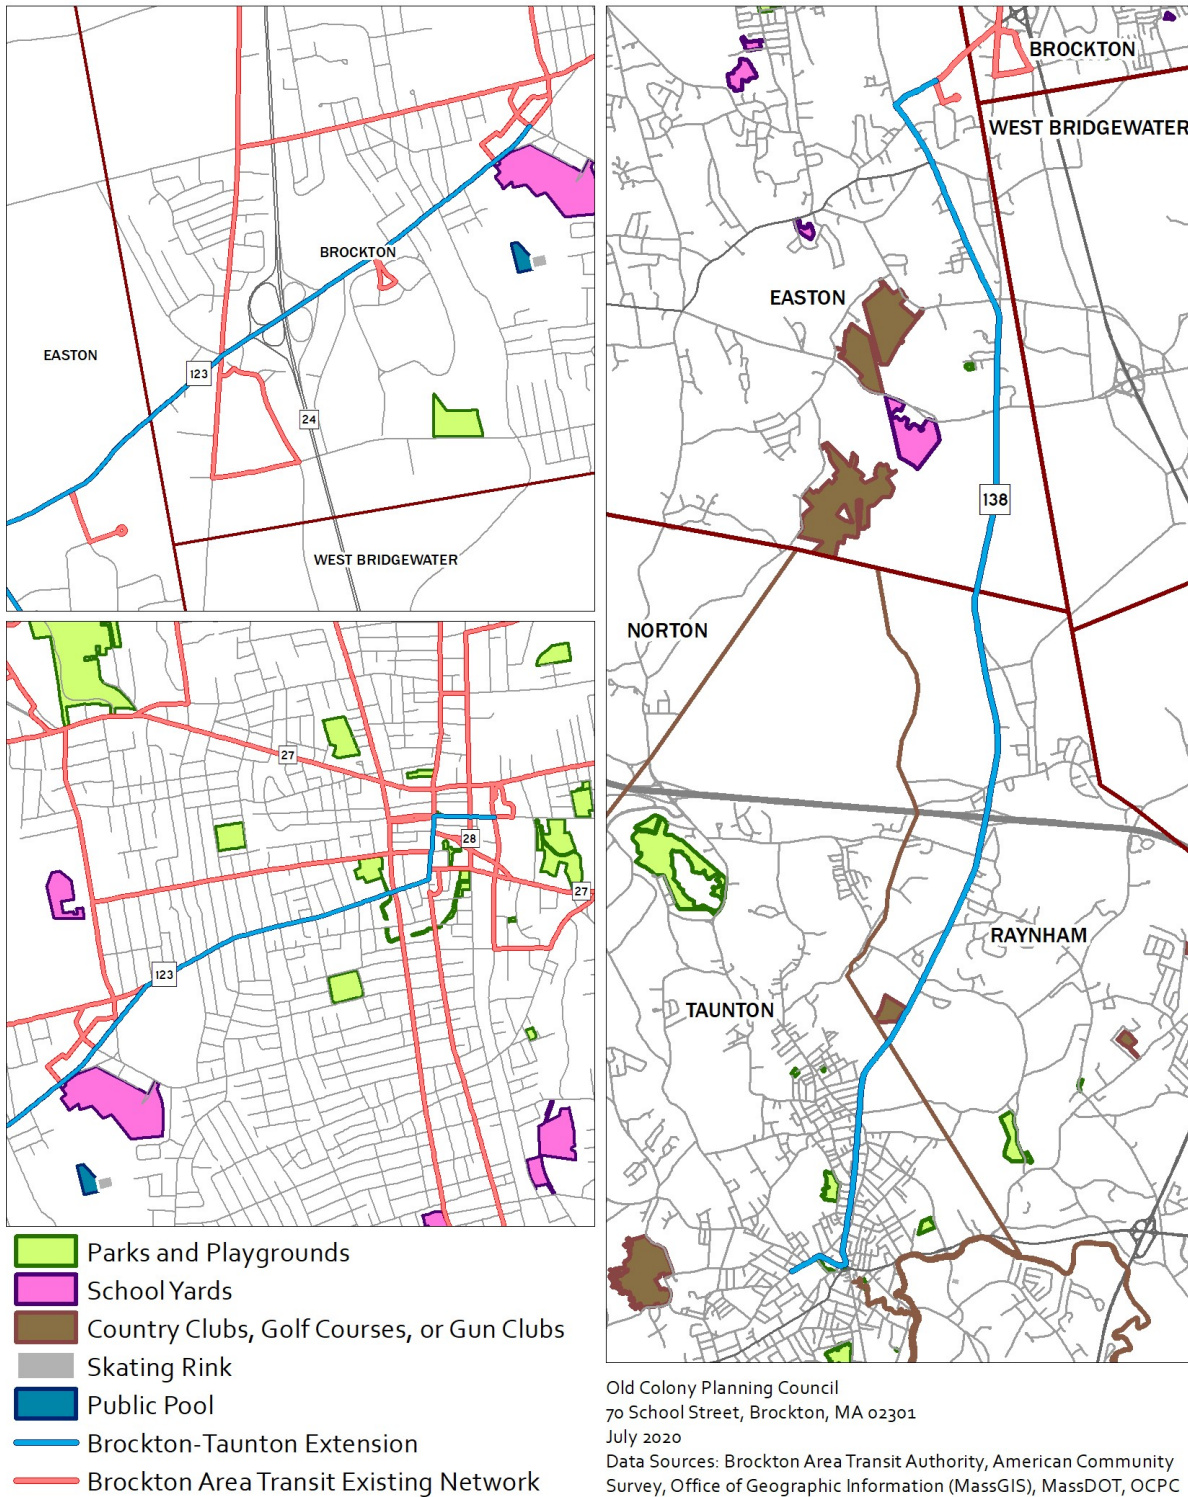 BROCKTON
EASTON
123
24
WEST BRIDGEWATER
BROCKTON
WEST BRIDGEWATER
EASTON
138
NORTON
RAYNHAM
TAUNTON
27
28
27
123
Parks and Playgrounds
School Yards
Country Clubs, Golf Courses, or Gun Clubs
Skating Rink
Public Pool
Brockton-Taunton Extension
Brockton Area Transit Existing Network
Old Colony Planning Council
70 School Street, Brockton, MA 02301
July 2020
Data Sources: Brockton Area Transit Authority, American Community
Survey, Office of Geographic Information (MassGIS), MassDOT, OCPC